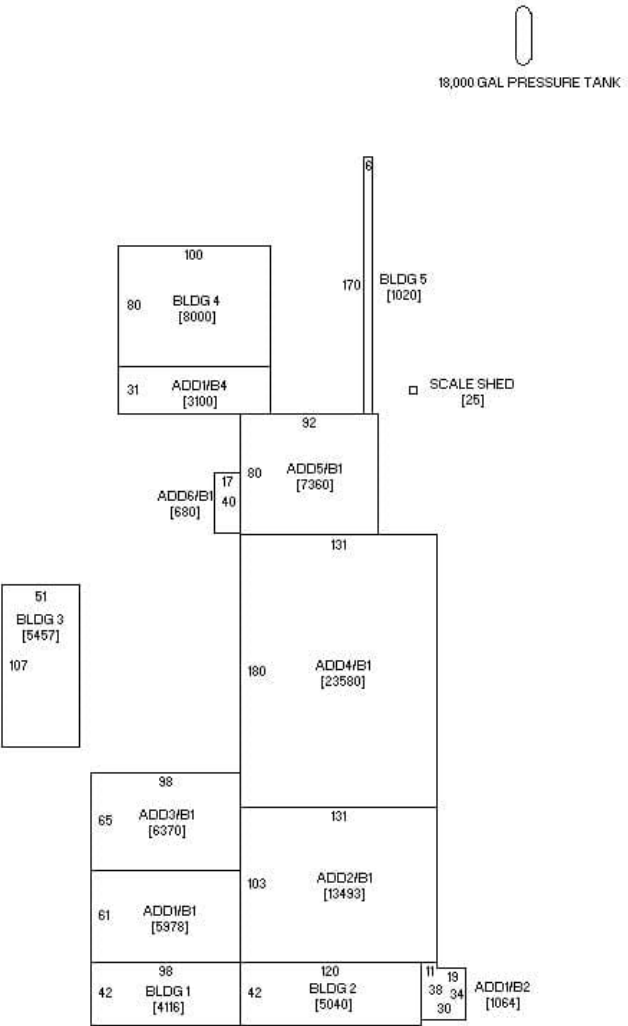 18,000 GAL PRESSURE TANK
6
170
BLDG 5
[1020]
100
80
BLDG 4
[8000]
31
ADD1/B4
[3100]
SCALE SHED
[25]
92
80
ADD5/B1
[7360]
17
40
ADD6/B1
[680]
131
180
ADD4/B1
[23580]
51
BLDG 3
[5457]
107
98
65
ADD3/B1
[6370]
131
103
ADD2/B1
[13493]
61
ADD1/B1
[5978]
98
42
BLDG 1
[4116]
120
42
BLDG 2
[5040]
11
19
38
34
30
ADD1/B2
[1064]